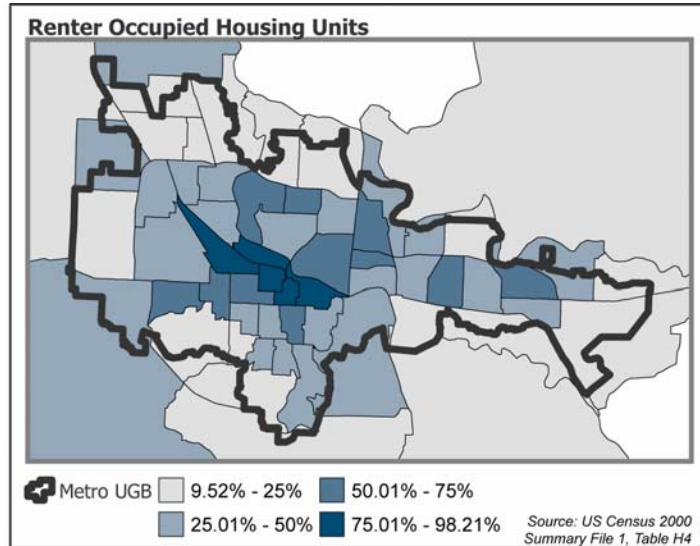 Renter Occupied Housing Units
Metro UGB
9.52% - 25%
50.01% - 75%
25.01% - 50%
75.01% - 98.21%
Source: US Census 2000
Summary File 1, Table H4